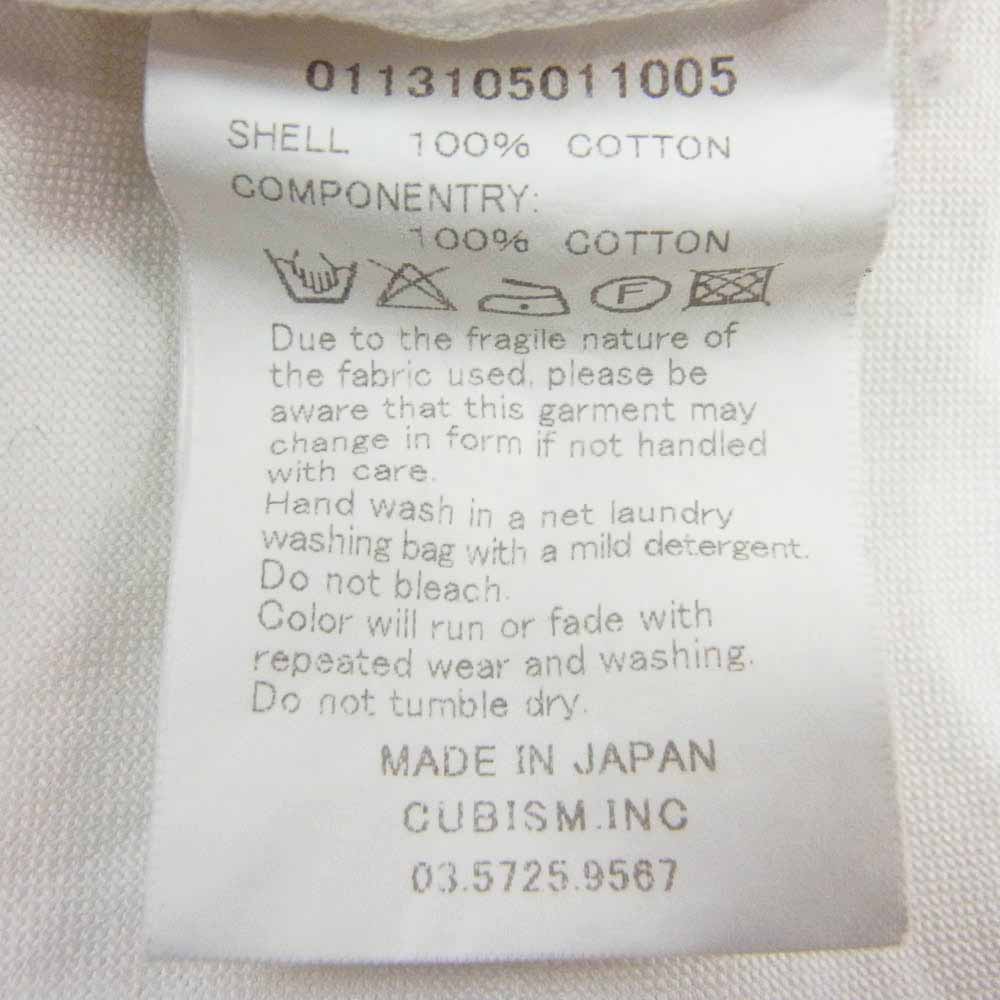 0113105011005
SHELL 100% COTTON
COMPONENTRY:
100% COTTON
F
Due to the fragile nature of
the fabric used, please be
aware that this garment may
change in form if not handled
with care.
Hand wash in a net laundry
washing bag with a mild detergent.
Do not bleach.
Color will run or fade with
repeated wear and washing.
Do not tumble dry.
MADE IN JAPAN
CUBISM.INC
03.5725.9567